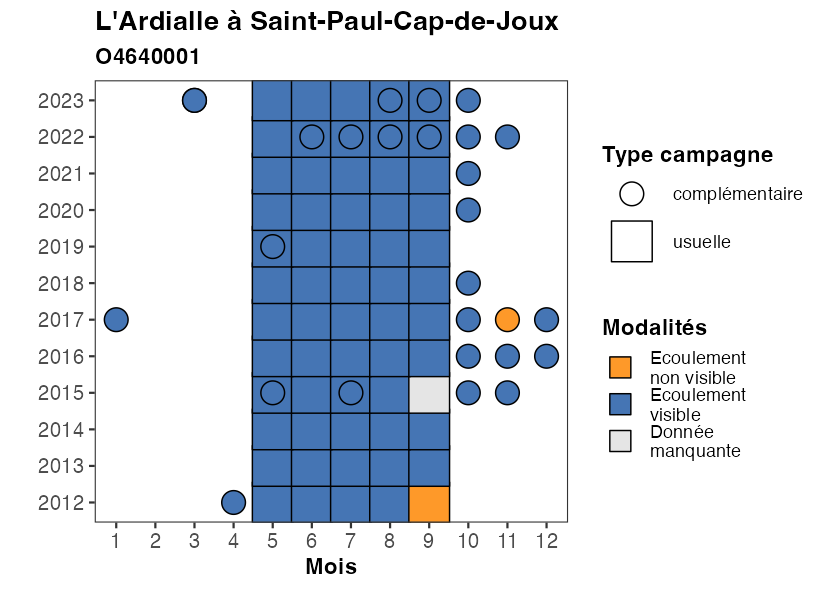 L'Ardialle à Saint-Paul-Cap-de-Joux
O4640001
2023
2022
2021
2020
2019
2018
2017
2016
2015
2014
2013
2012
1 2 3 4 5 6 7 8 9 10 11 12
Mois
Type campagne
complémentaire
usuelle
Modalités
Ecoulement
non visible
Ecoulement
visible
Donnée
manquante